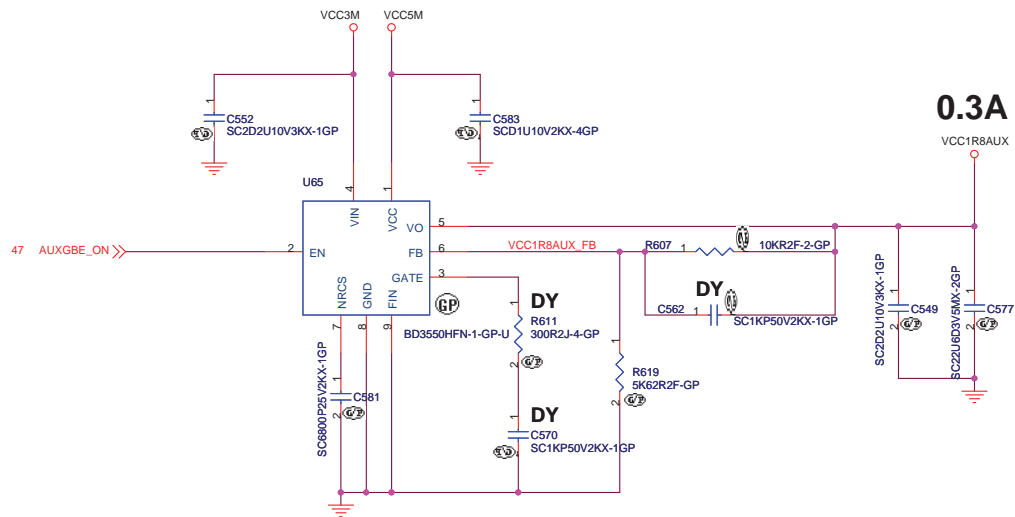 VCC3M
VCC5M
0.3A
VCC1R8AUX
1
C552
SC2D2U10V3KX-1GP
1
C583
SCD1U10V2KX-4GP
U65
4
1
VIN
VCC
VO
5
47 AUXGBE_ON
2
EN
FB
6
VCC1R8AUX_FB
R607
1
10KR2F-2-GP
GATE
3
NRCS
GND
FIN
GP
BD3550HFN-1-GP-U
7
8
9
1
DY
R611
300R2J-4-GP
2
G/P
C562
1
DY
SC1KP50V2KX-1GP
SC2D2U10V3KX-1GP
1
C549
2
G/P
SC22U6D3V5MX-2GP
1
C577
2
G/P
1
R619
5K62R2F-GP
2
G/P
SC6800P25V2KX-1GP
1
C581
2
G/P
1
DY
C570
SC1KP50V2KX-1GP